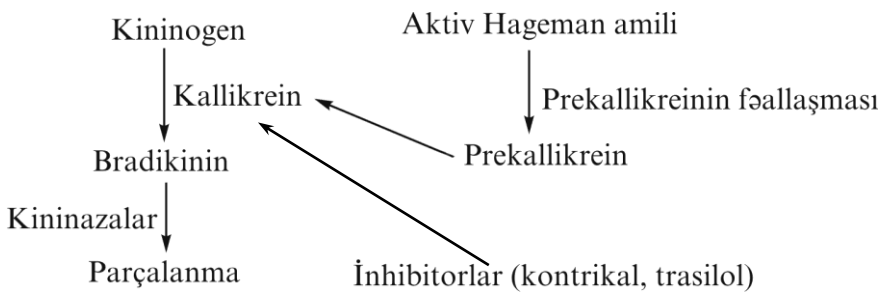 Kininogen
Aktiv Hageman amili
Kallikrein
Prekallikreinin fəallaşması
Bradikinin
Prekallikrein
Kininazalar
Parçalanma
İnhibitorlar (kontrikal, trasilol)